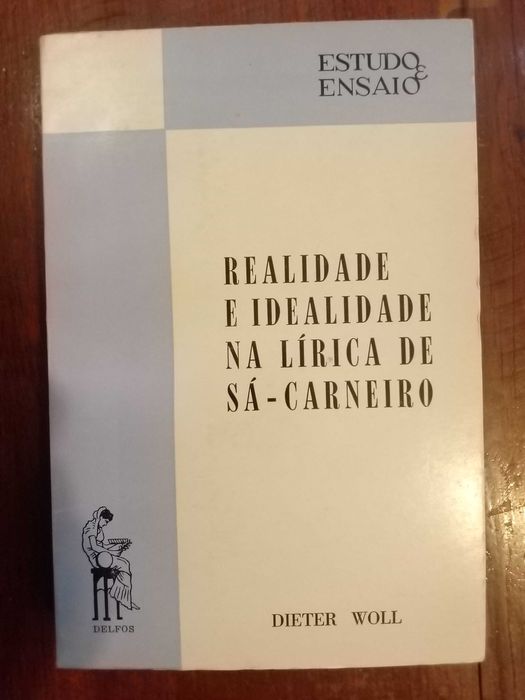 ESTUDO
E
ENSAIO
REALIDADE
E IDEALIDADE
NA LÍRICA DE
SÁ-CARNEIRO
DELFOS
DIETER WOLL